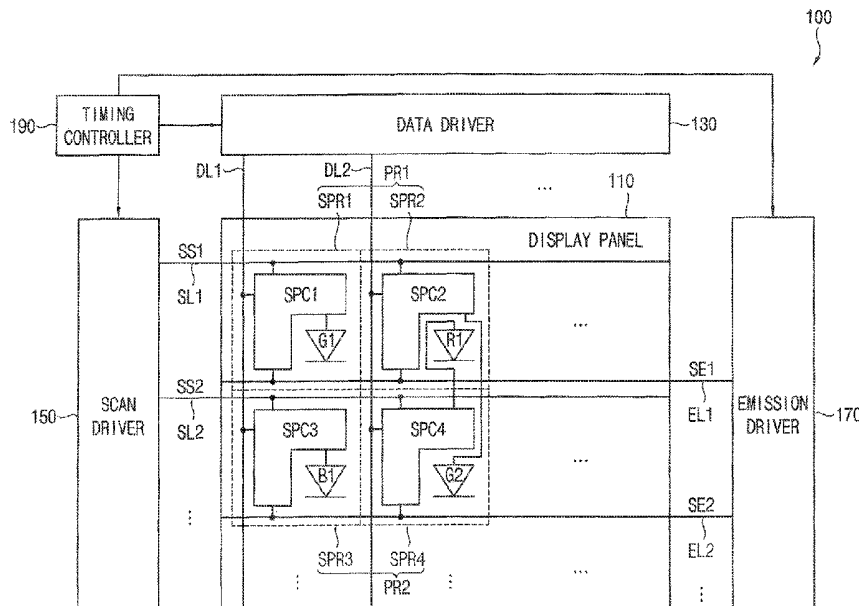 100
TIMING
CONTROLLER
190
DATA DRIVER
130
DL1
DL2
PR1
SPR1
SPR2
...
110
DISPLAY PANEL
SS1
SL1
SPC1
SPC2
G1
R1
...
SE1
EL1
SS2
SL2
150
SCAN
DRIVER
EMISSION
DRIVER
170
SPC3
SPC4
B1
G2
...
SE2
EL2
SPR3
SPR4
PR2
...